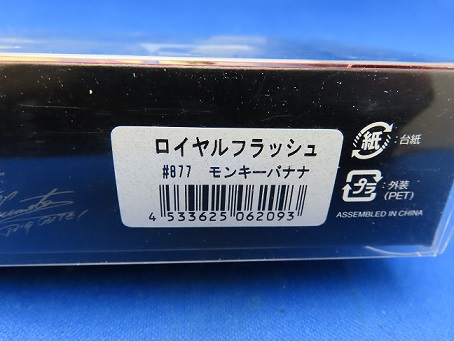 ロイヤルフラッシュ
#877 モンキーバナナ
4 533625 062093
紙 :台紙
プラ :外装
(PET)
ASSEMBLED IN CHINA